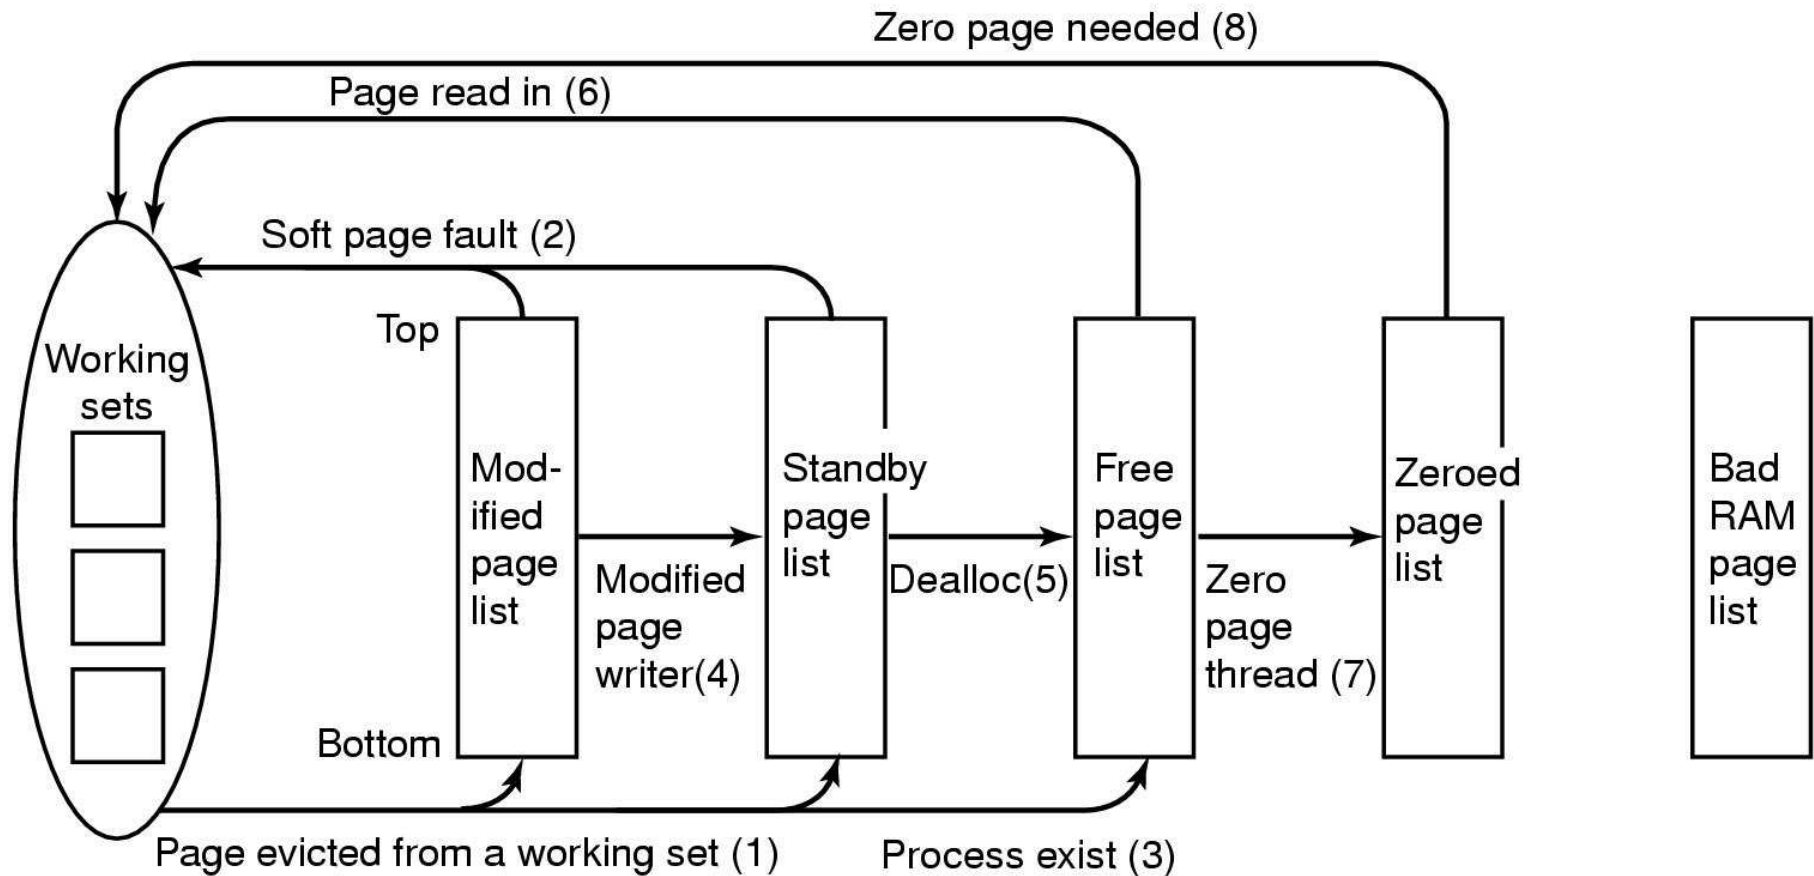 Zero page needed (8)
Page read in (6)
Soft page fault (2)
Top
Working
sets
Mod-
ified
page
list
Standby
page
list
Free
page
list
Zeroed
page
list
Bad
RAM
page
list
Modified
page
writer(4)
Dealloc(5)
Zero
page
thread (7)
Bottom
Page evicted from a working set (1)
Process exist (3)